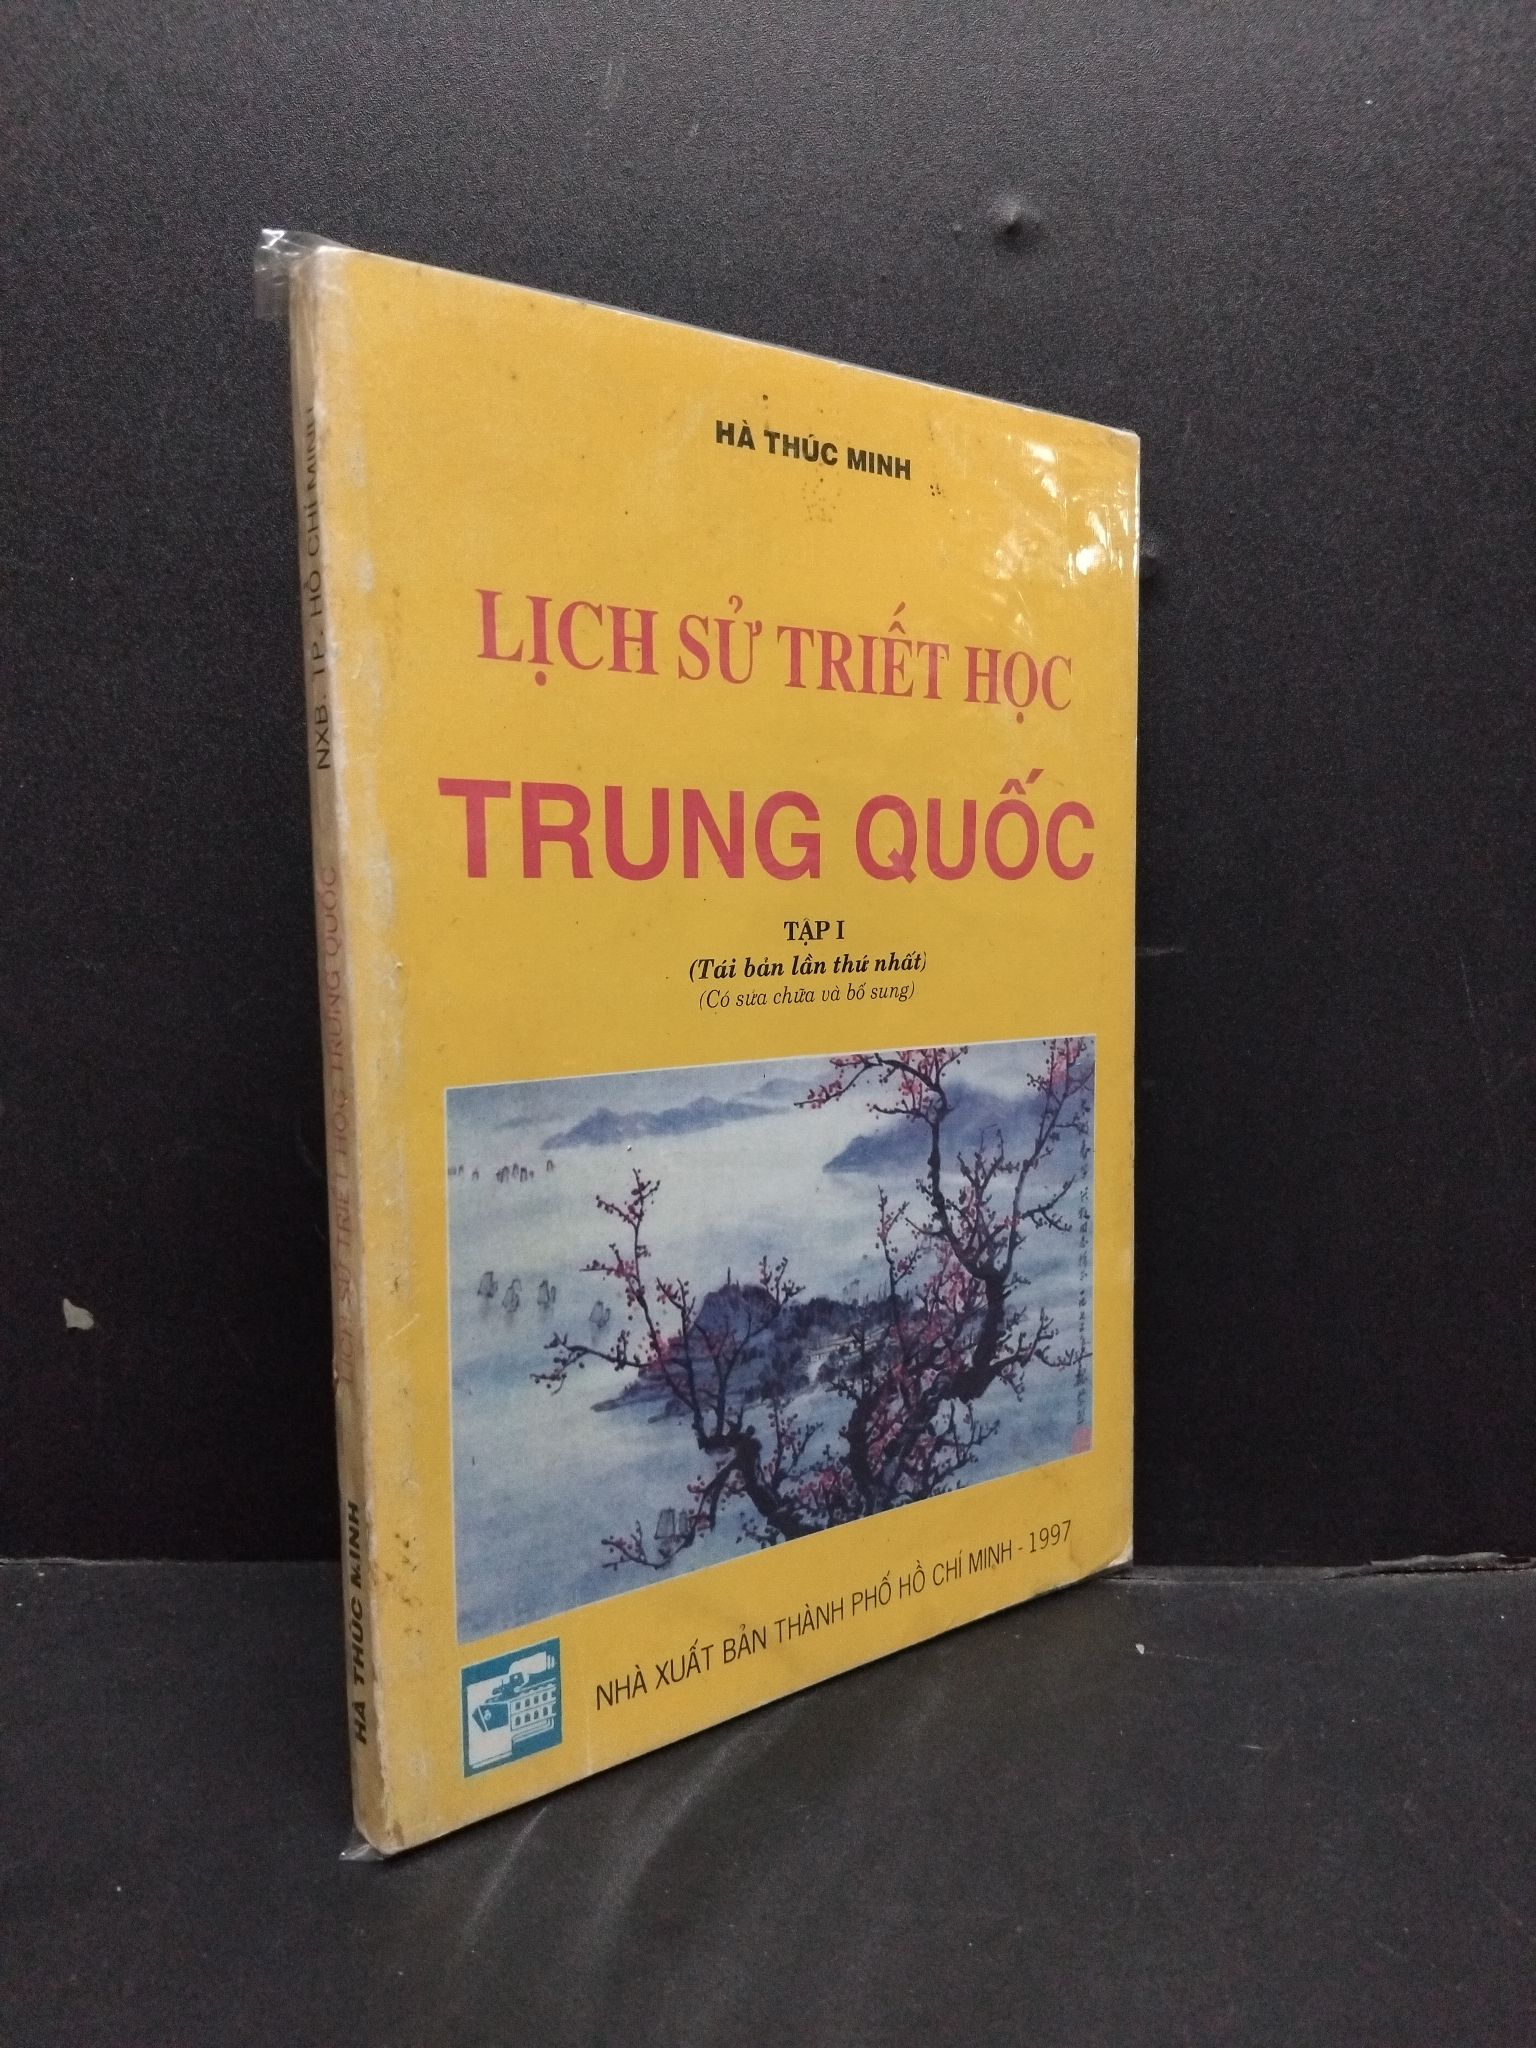 HÀ THÚC MINH
LỊCH SỬ TRIẾT HỌC
TRUNG QUỐC
TẬP I
(Tái bản lần thứ nhất)
(Có sửa chữa và bổ sung)
NHÀ XUẤT BẢN THÀNH PHỐ HỒ CHÍ MINH - 1997
HÀ THÚC MINH
LỊCH SỬ TRIẾT HỌC TRUNG QUỐC
NXB. TP. HỒ CHÍ MINH